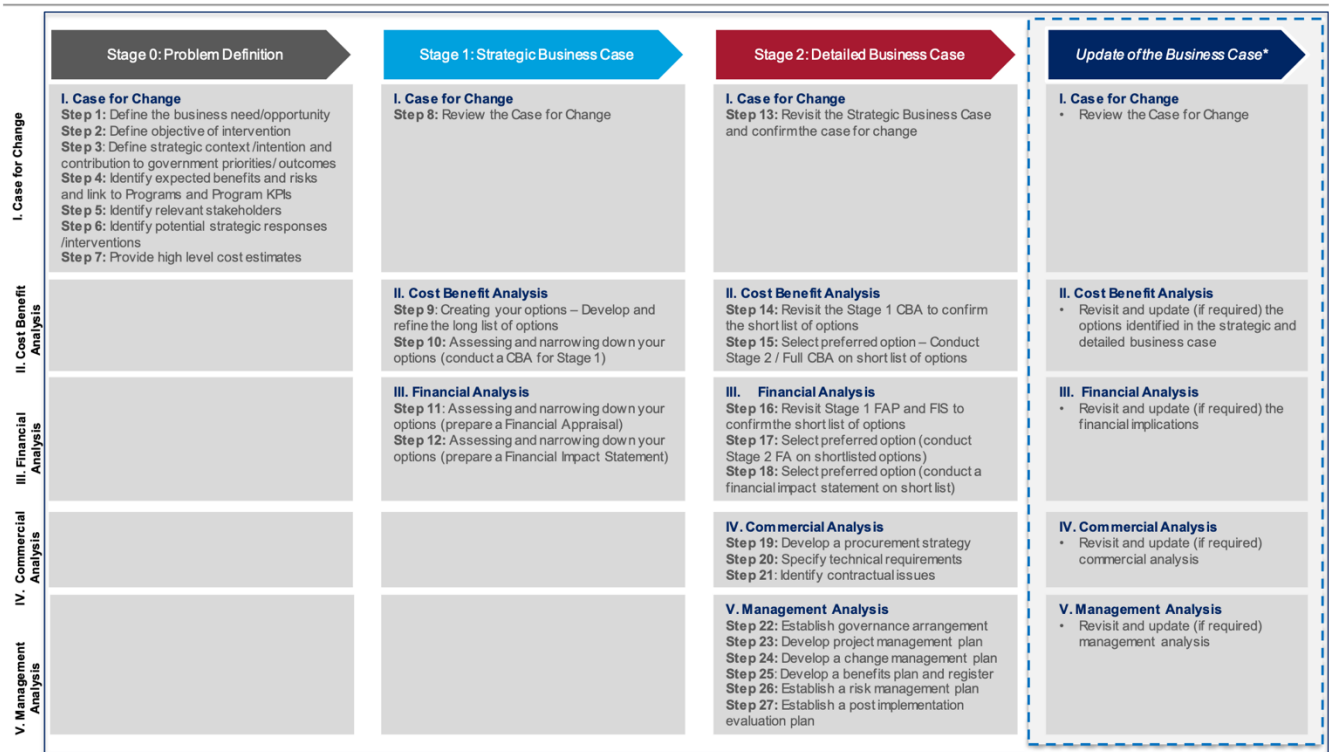 Stage 0: Problem Definition
Stage 1: Strategic Business Case
Stage 2: Detailed Business Case
Update of the Business Case*
I. Case for Change
I. Case for Change
Step 1: Define the business need/opportunity
Step 2: Define objective of intervention
Step 3: Define strategic context /intention and
contribution to government priorities/ outcomes
Step 4: Identify expected benefits and risks
and link to Programs and Program KPIs
Step 5: Identify relevant stakeholders
Step 6: Identify potential strategic responses
/interventions
Step 7: Provide high level cost estimates
I. Case for Change
Step 8: Review the Case for Change
I. Case for Change
Step 13: Revisit the Strategic Business Case
and confirm the case for change
I. Case for Change
• Review the Case for Change
II. Cost Benefit
Analysis
II. Cost Benefit Analysis
Step 9: Creating your options – Develop and
refine the long list of options
Step 10: Assessing and narrowing down your
options (conduct a CBA for Stage 1)
II. Cost Benefit Analysis
Step 14: Revisit the Stage 1 CBA to confirm
the short list of options
Step 15: Select preferred option – Conduct
Stage 2 / Full CBA on short list of options
II. Cost Benefit Analysis
• Revisit and update (if required) the
options identified in the strategic and
detailed business case
III. Financial
Analysis
III. Financial Analysis
Step 11: Assessing and narrowing down your
options (prepare a Financial Appraisal)
Step 12: Assessing and narrowing down your
options (prepare a Financial Impact Statement)
III. Financial Analysis
Step 16: Revisit Stage 1 FAP and FIS to
confirm the short list of options
Step 17: Select preferred option (conduct
Stage 2 FA on shortlisted options)
Step 18: Select preferred option (conduct a
financial impact statement on short list)
III. Financial Analysis
• Revisit and update (if required) the
financial implications
IV. Commercial
Analysis
IV. Commercial Analysis
Step 19: Develop a procurement strategy
Step 20: Specify technical requirements
Step 21: Identify contractual issues
IV. Commercial Analysis
• Revisit and update (if required)
commercial analysis
V. Management
Analysis
V. Management Analysis
Step 22: Establish governance arrangement
Step 23: Develop project management plan
Step 24: Develop a change management plan
Step 25: Develop a benefits plan and register
Step 26: Establish a risk management plan
Step 27: Establish a post implementation
evaluation plan
V. Management Analysis
• Revisit and update (if required)
management analysis